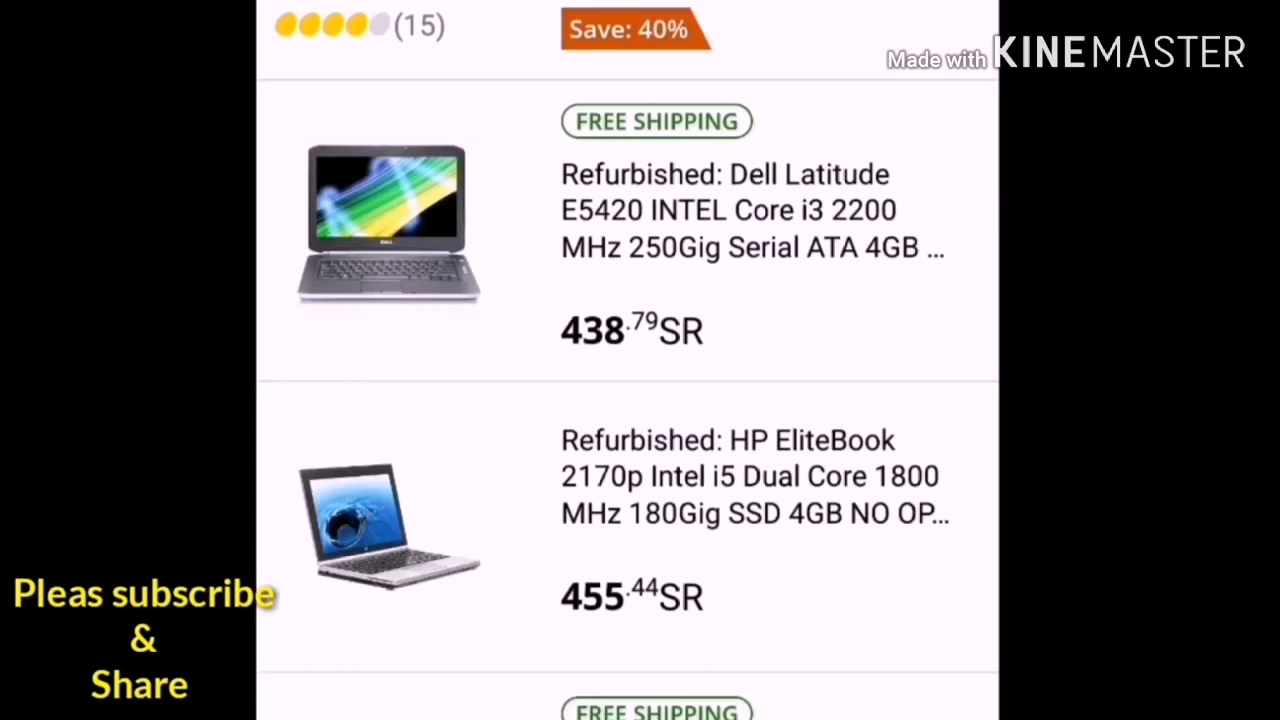 (15)
Save: 40%
Made with KINEMASTER
FREE SHIPPING
Refurbished: Dell Latitude
E5420 INTEL Core i3 2200
MHz 250Gig Serial ATA 4GB ...
438.79SR
Refurbished: HP EliteBook
2170p Intel i5 Dual Core 1800
MHz 180Gig SSD 4GB NO OP...
455.44SR
Pleas subscribe
&
Share
FREE SHIPPING